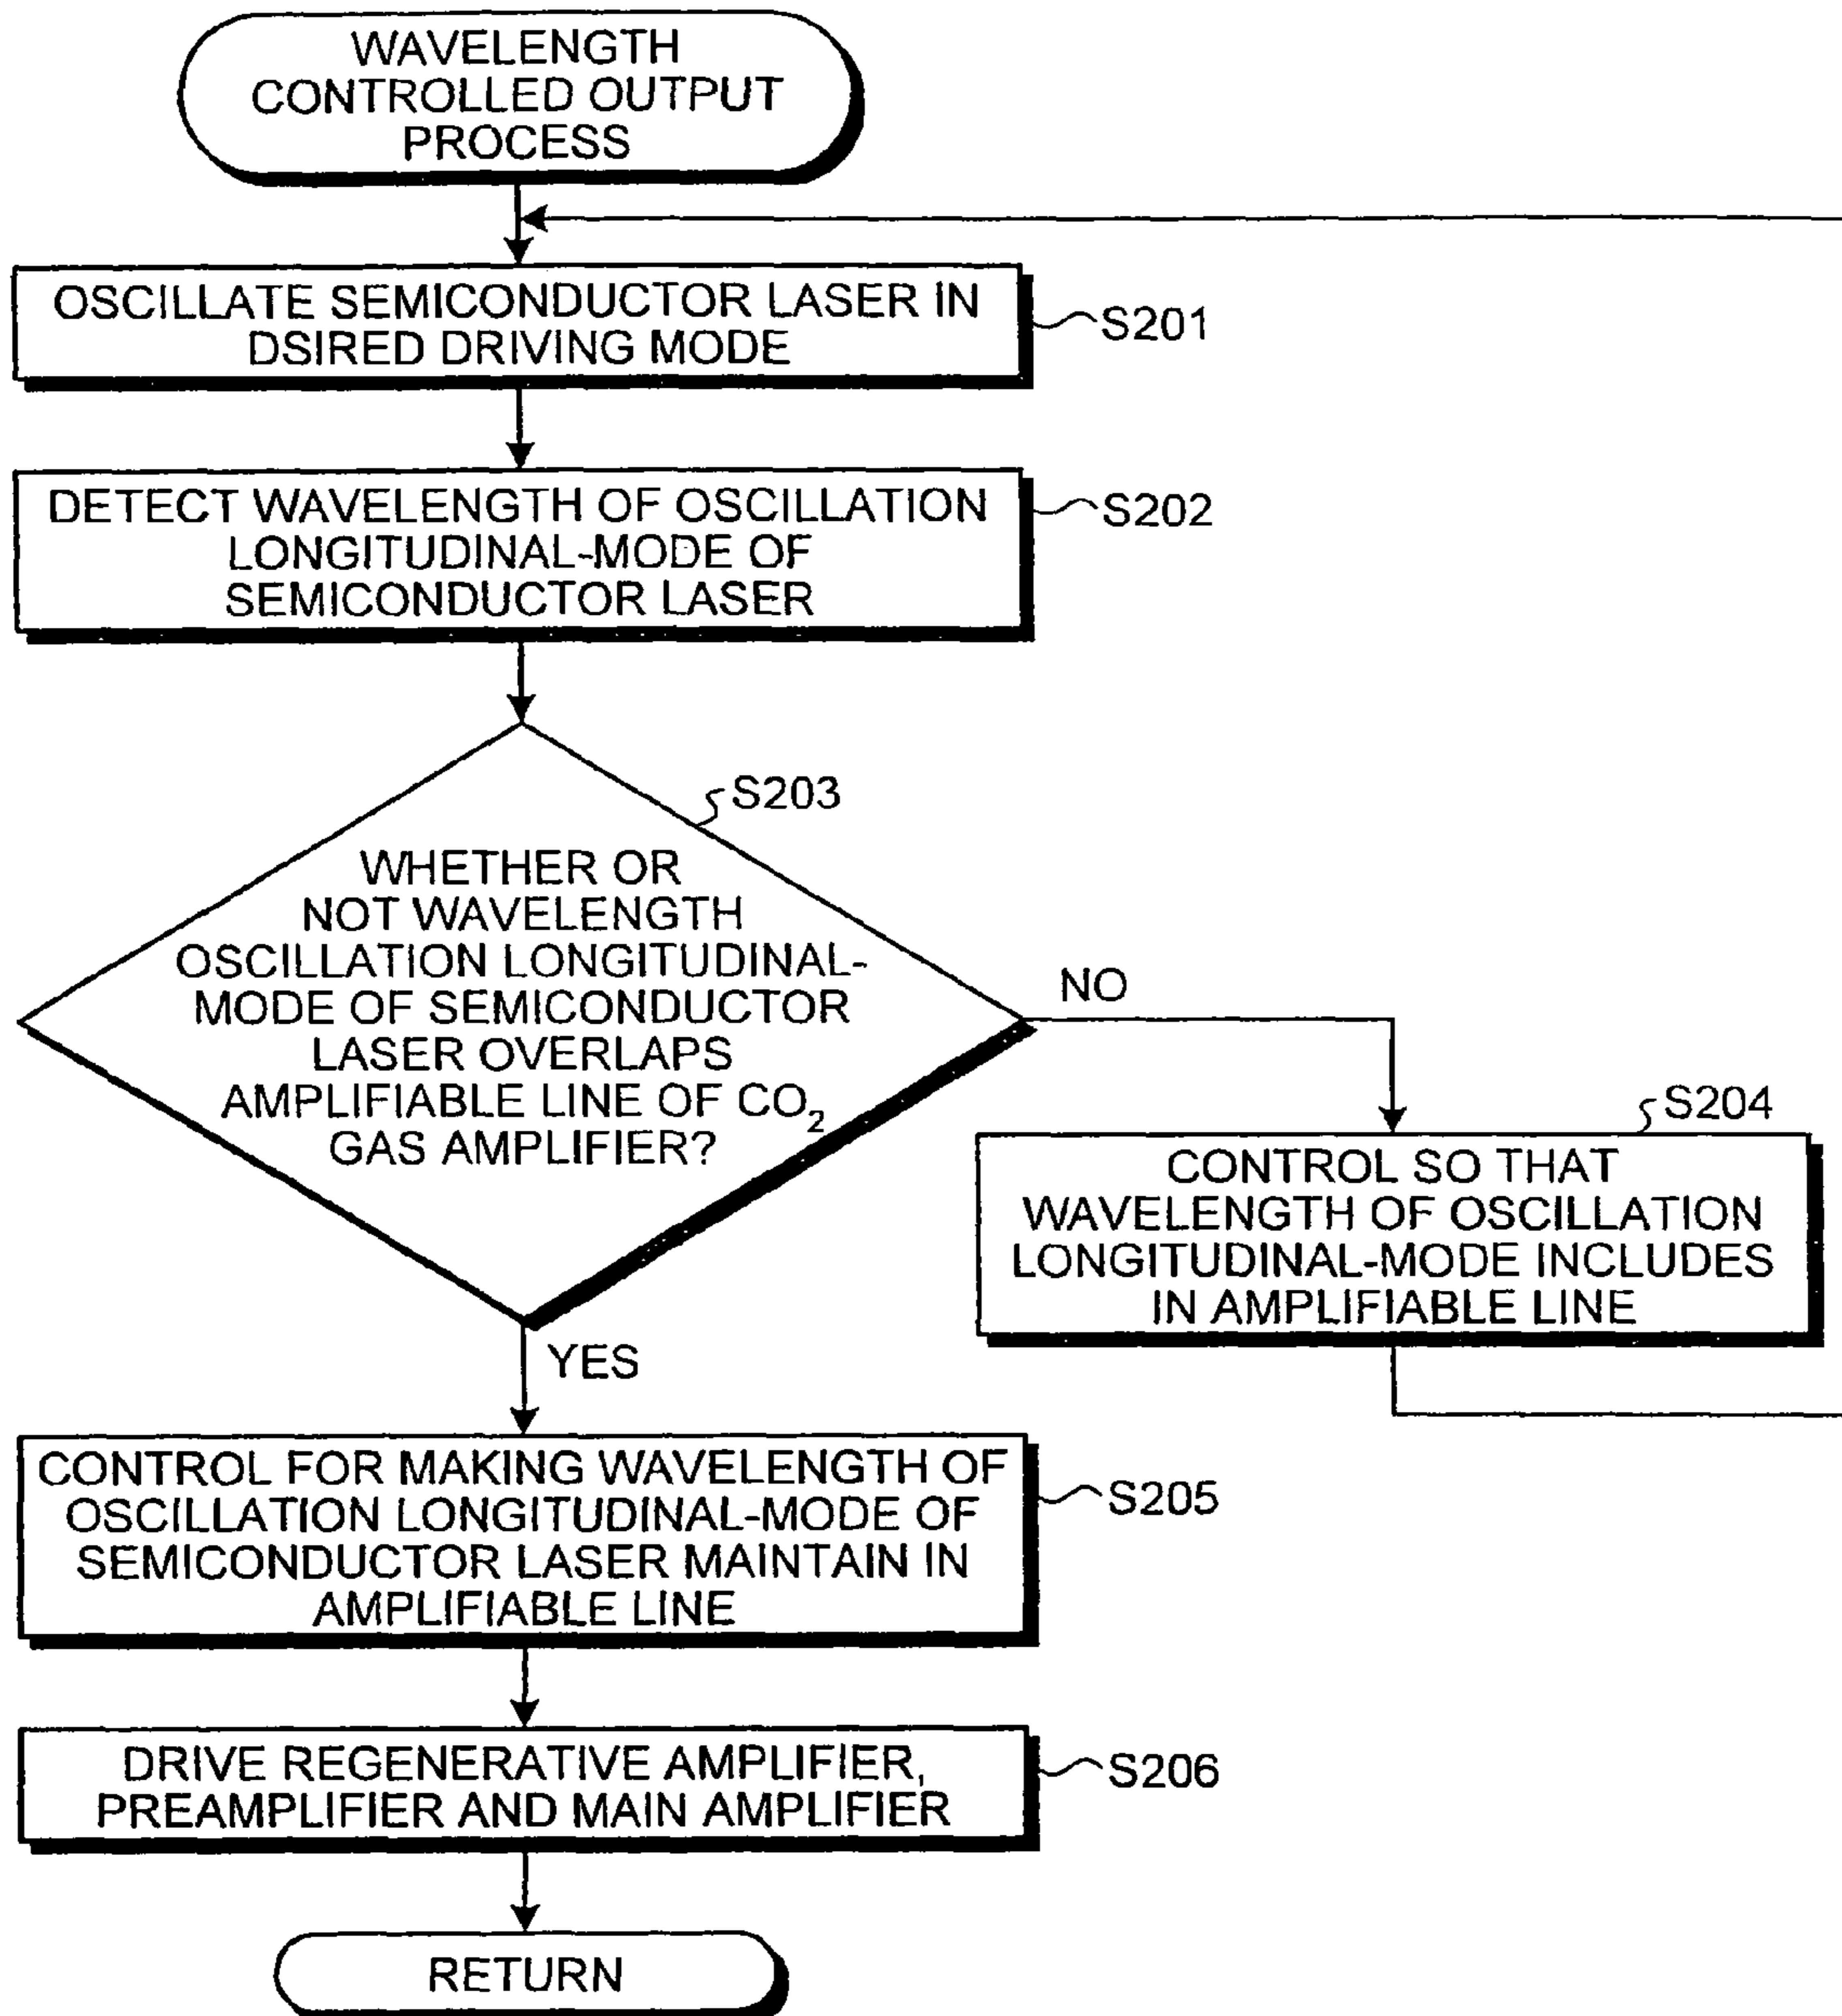 WAVELENGTH
CONTROLLED OUTPUT
PROCESS
OSCILLATE SEMICONDUCTOR LASER IN
DSIRED DRIVING MODE
S201
DETECT WAVELENGTH OF OSCILLATION
LONGITUDINAL-MODE OF
SEMICONDUCTOR LASER
S202
S203
WHETHER OR
NOT WAVELENGTH
OSCILLATION LONGITUDINAL-
MODE OF SEMICONDUCTOR
LASER OVERLAPS
AMPLIFIABLE LINE OF CO₂
GAS AMPLIFIER?
NO
S204
CONTROL SO THAT
WAVELENGTH OF OSCILLATION
LONGITUDINAL-MODE INCLUDES
IN AMPLIFIABLE LINE
YES
CONTROL FOR MAKING WAVELENGTH OF
OSCILLATION LONGITUDINAL-MODE OF
SEMICONDUCTOR LASER MAINTAIN IN
AMPLIFIABLE LINE
S205
DRIVE REGENERATIVE AMPLIFIER,
PREAMPLIFIER AND MAIN AMPLIFIER
S206
RETURN